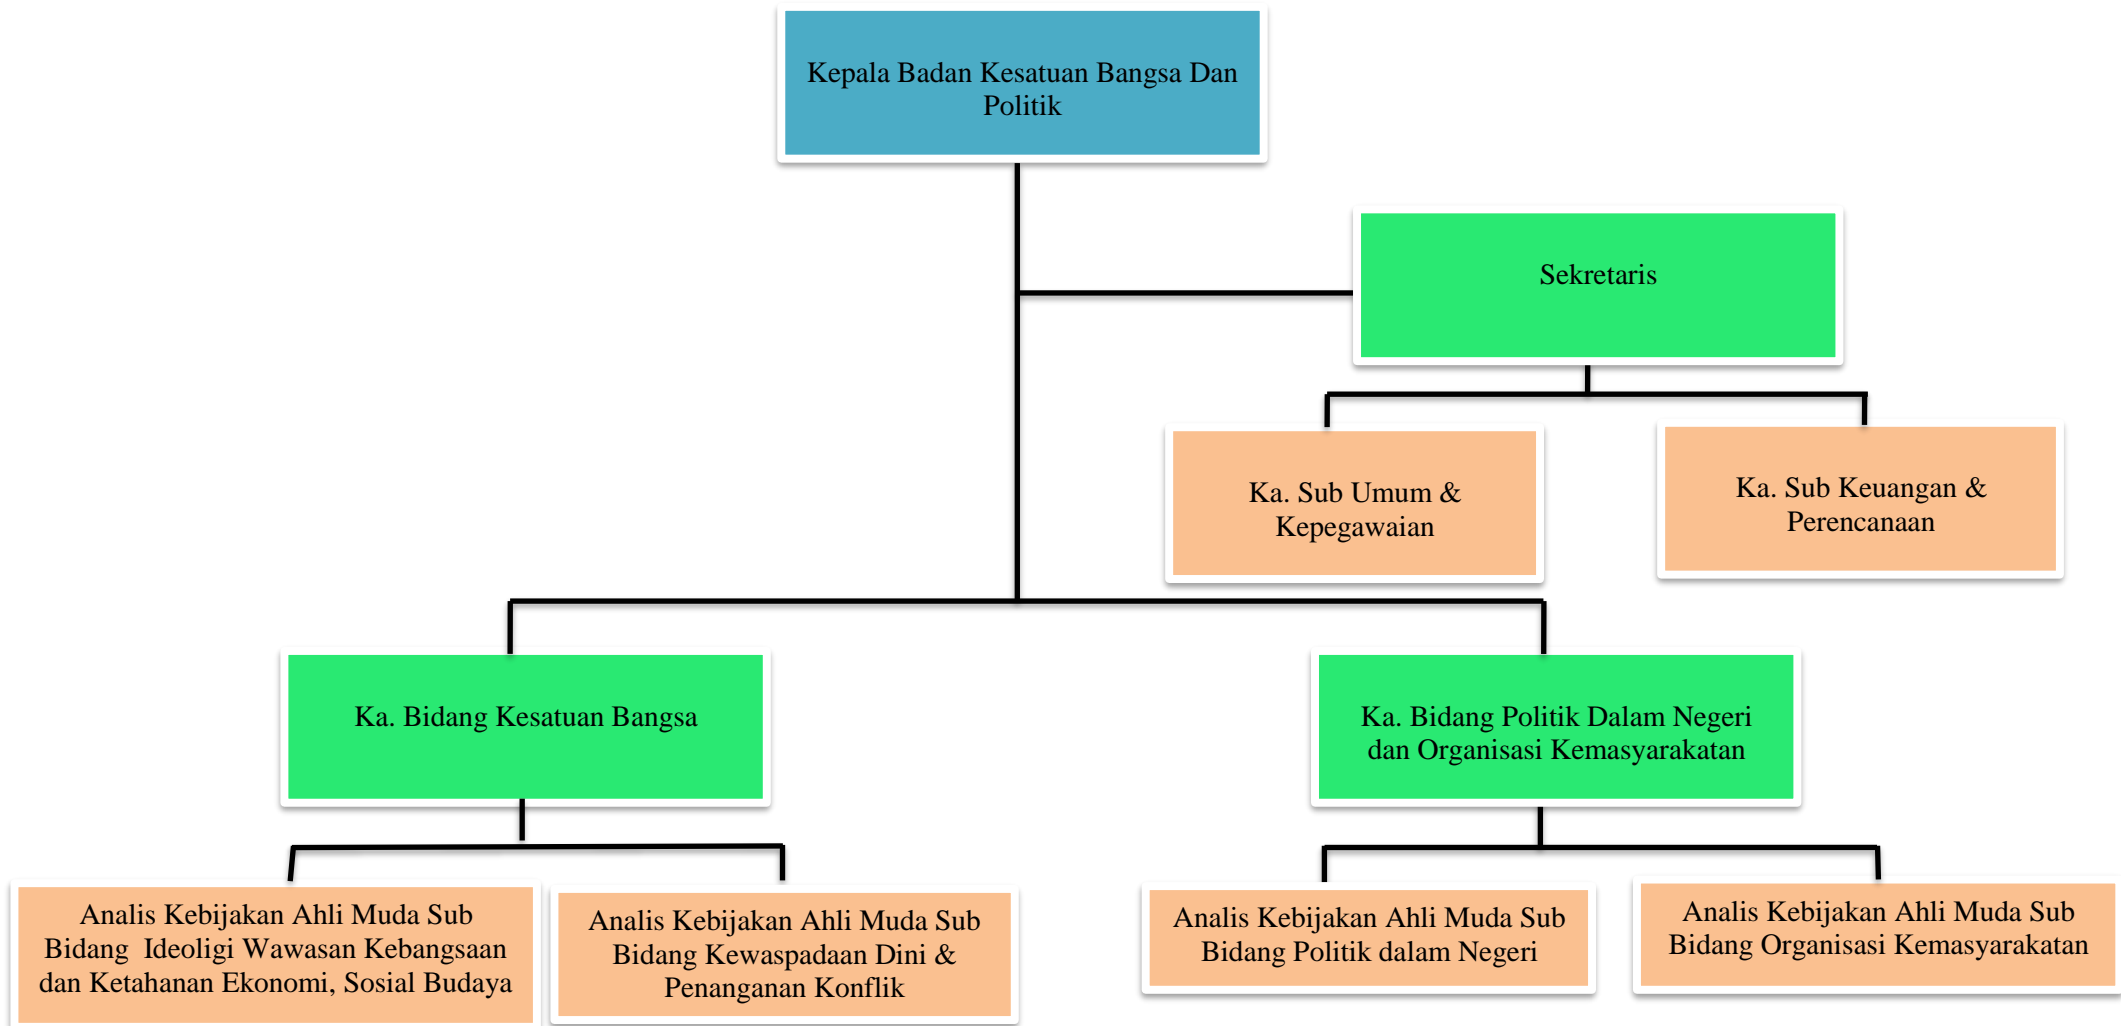 Kepala Badan Kesatuan Bangsa Dan
Politik
Sekretaris
Ka. Sub Umum &
Kepegawaian
Ka. Sub Keuangan &
Perencanaan
Ka. Bidang Kesatuan Bangsa
Ka. Bidang Politik Dalam Negeri
dan Organisasi Kemasyarakatan
Analis Kebijakan Ahli Muda Sub
Bidang  Ideoligi Wawasan Kebangsaan
dan Ketahanan Ekonomi, Sosial Budaya
Analis Kebijakan Ahli Muda Sub
Bidang Kewaspadaan Dini &
Penanganan Konflik
Analis Kebijakan Ahli Muda Sub
Bidang Politik dalam Negeri
Analis Kebijakan Ahli Muda Sub
Bidang Organisasi Kemasyarakatan